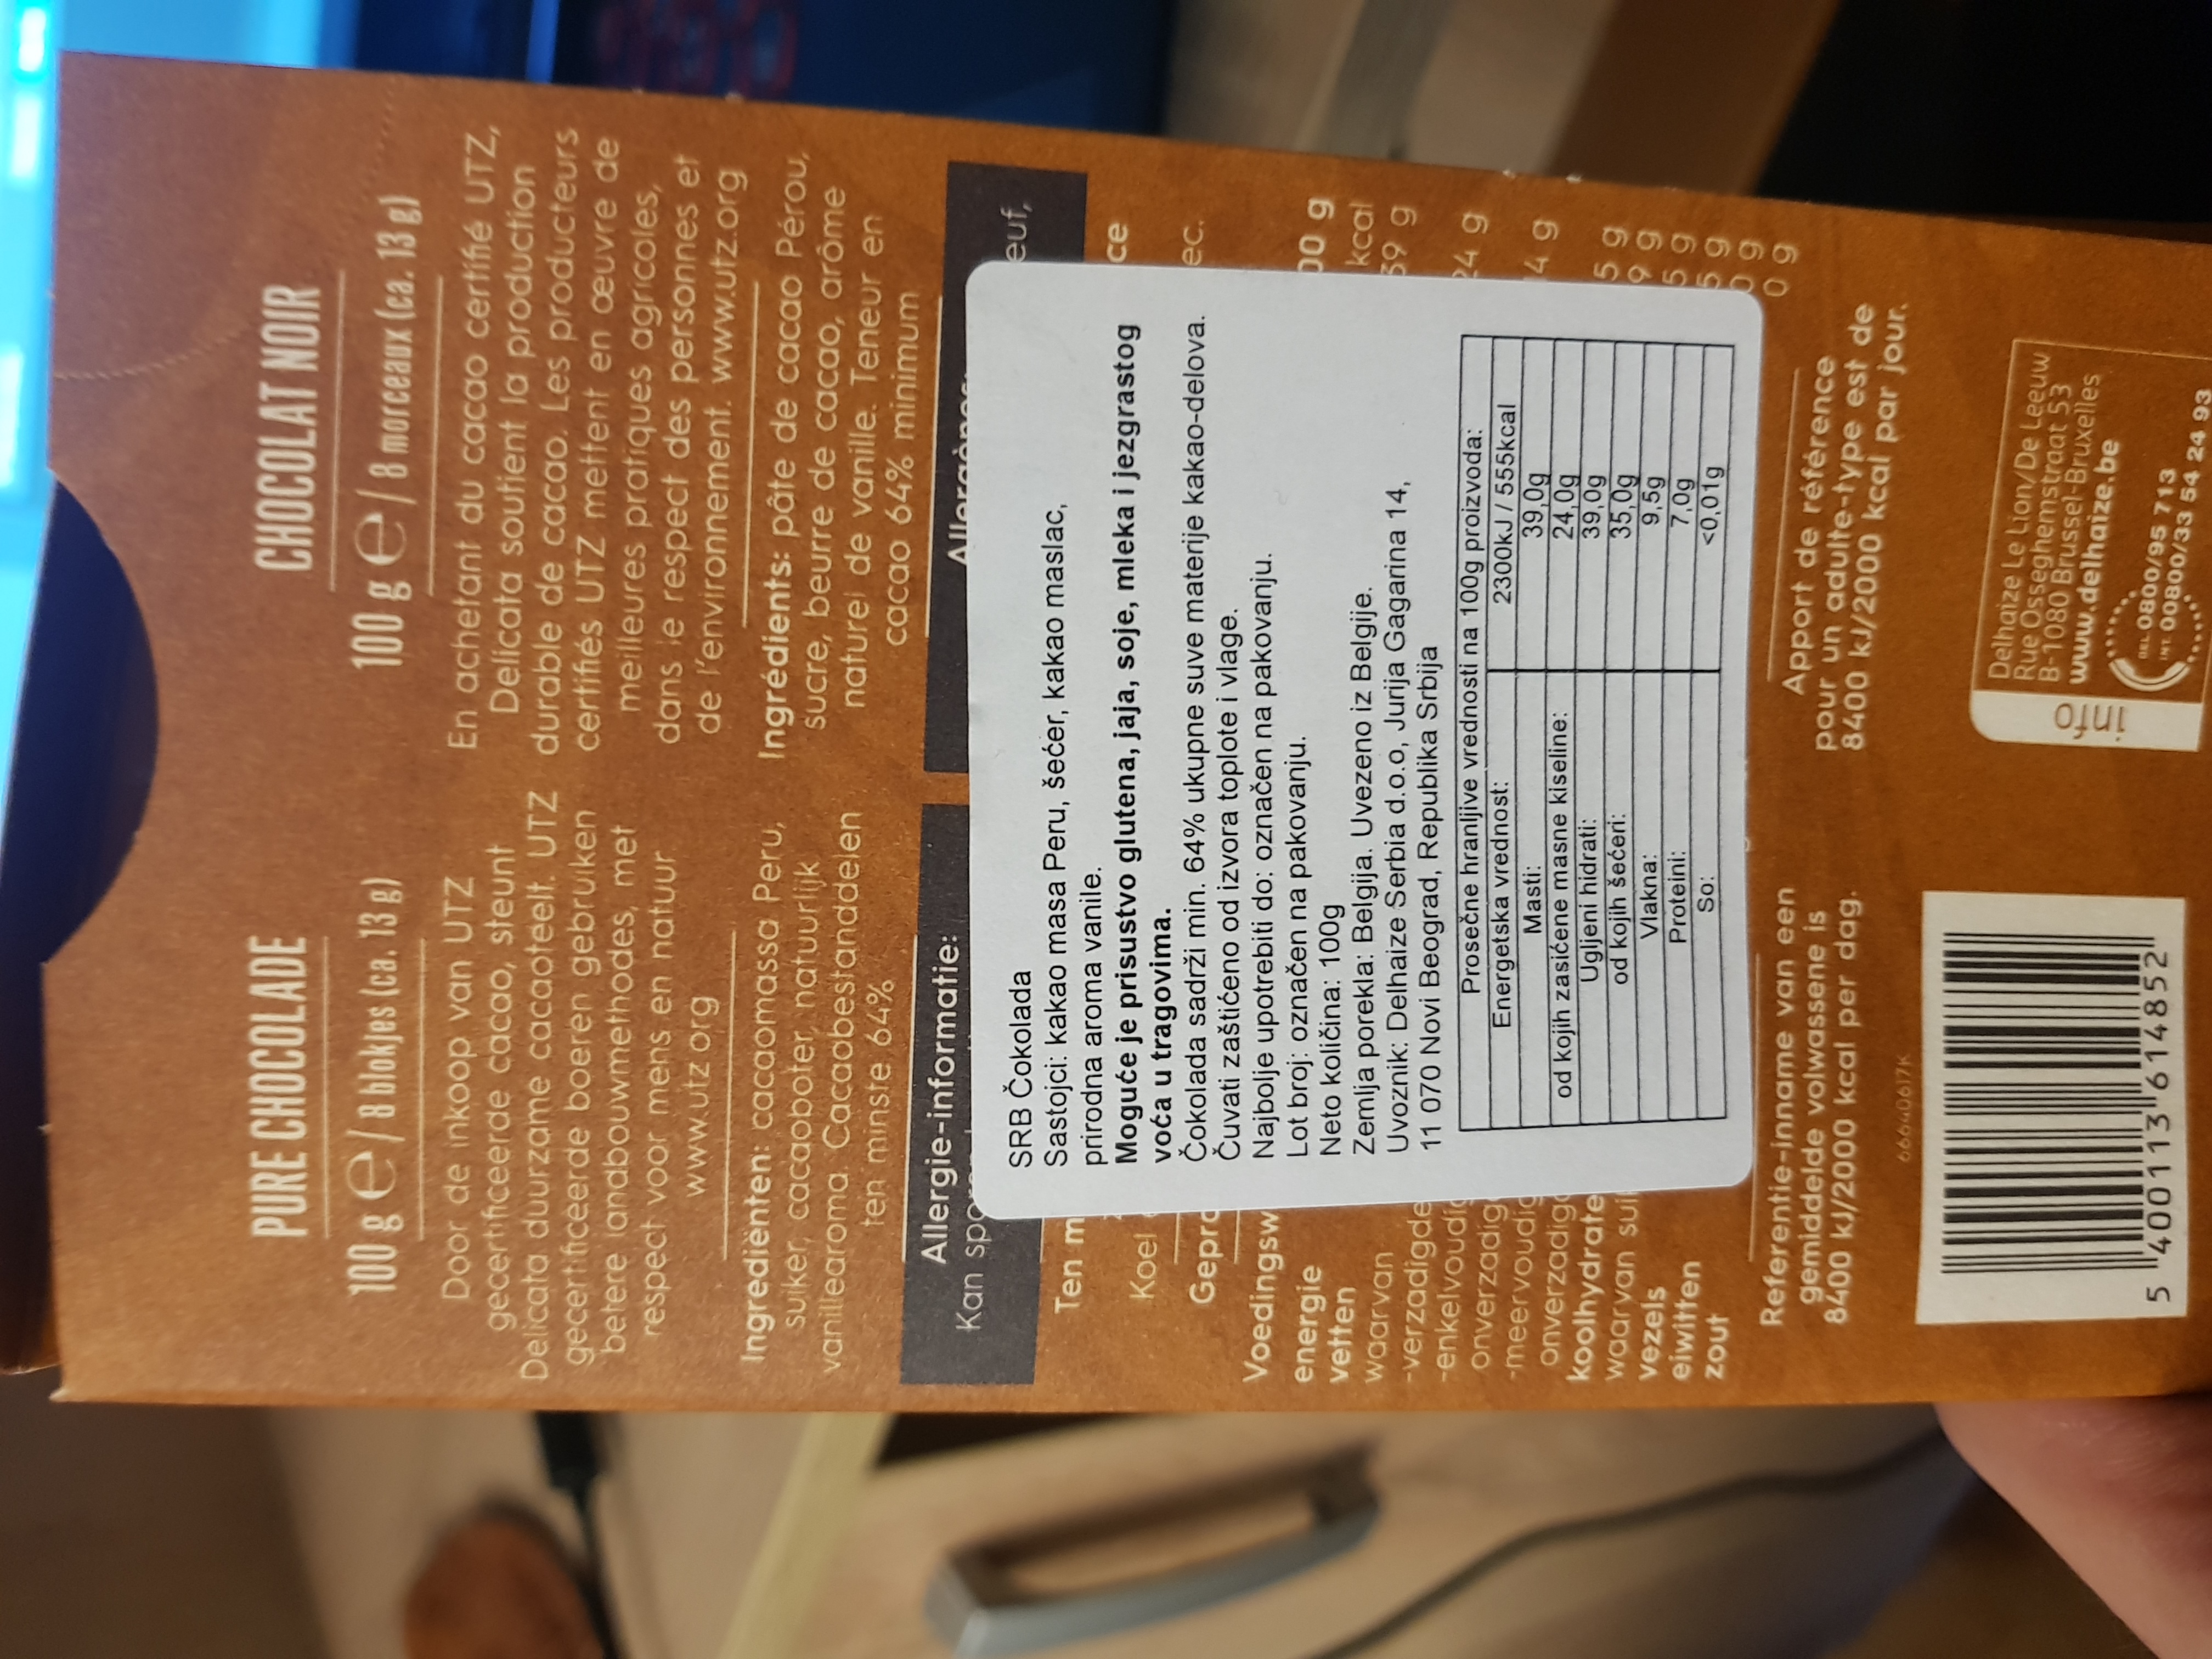 PURE CHOCOLADE
100 g e / 8 blokjes (ca. 13 g)
Door de inkoop van UTZ
gecertificeerde cacao, steunt
Delicata duurzame cacaoteelt. UTZ
gecertificeerde boeren gebruiken
betere landbouwmethodes, met
respect voor mens en natuur
www.utz.org
Ingrediënten: cacaomassa Peru,
suiker, cacaoboter, natuurlijk
vanillearoma. Cacaobestanddelen
ten minste 64%
Allergie-informatie:
Kan
Ten
Koel
energie
vetten
waarvan
vezels
eiwitten
zout
Referentie-inname van een
gemiddelde volwassene is
8400 kJ/2000 kcal per dag.
66640617K
5 400113 614852
CHOCOLAT NOIR
100 g e / 8 morceaux (ca. 13 g)
En achetant du cacao certifié UTZ,
Delicata soutient la production
durable de cacao. Les producteurs
certifiés UTZ mettent en œuvre de
meilleures pratiques agricoles,
dans le respect des personnes et
de l'environnement. www.utz.org
Ingrédients: pâte de cacao Pérou,
sucre, beurre de cacao, arôme
naturel de vanille. Teneur en
cacao 64% minimum
kcal
Apport de référence
pour un adulte-type est de
8400 kJ/2000 kcal par jour.
info
Delhaize Le Lion/De Leeuw
Rue Osseghemstraat 53
B-1080 Brussel-Bruxelles
www.delhaize.be
BEL 0800/95 713
INT. 00800/33 54 24 93
SRB Čokolada
Sastojci: kakao masa Peru, šećer, kakao maslac,
prirodna aroma vanile.
Moguće je prisustvo glutena, jaja, soje, mleka i jezgrastog
voća u tragovima.
Čokolada sadrži min. 64% ukupne suve materije kakao-delova.
Čuvati zaštićeno od izvora toplote i vlage.
Najbolje upotrebiti do: označen na pakovanju.
Lot broj: označen na pakovanju.
Neto količina: 100g
Zemlja porekla: Belgija. Uvezeno iz Belgije.
Uvoznik: Delhaize Serbia d.o.o, Jurija Gagarina 14,
11 070 Novi Beograd, Republika Srbija
Prosečne hranljive vrednosti na 100g proizvoda:
Energetska vrednost: 2300kJ / 555kcal
Masti: 39,0g
od kojih zasićene masne kiseline: 24,0g
Ugljeni hidrati: 39,0g
od kojih šećeri: 35,0g
Vlakna: 9,5g
Proteini: 7,0g
So: <0,01g